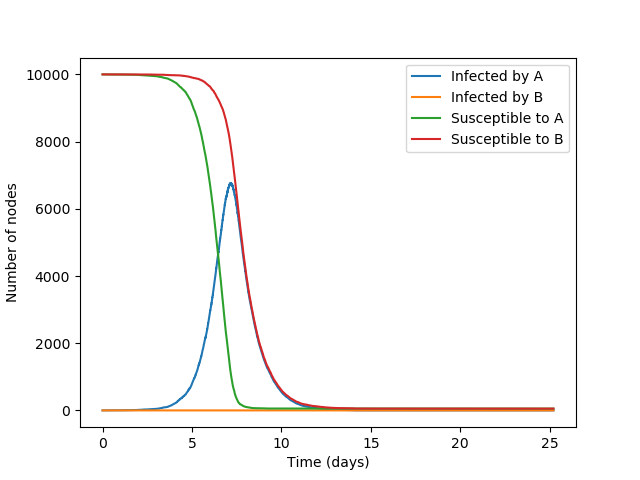 10000
8000
6000
4000
2000
0
Number of nodes
0 5 10 15 20 25
Time (days)
Infected by A
Infected by B
Susceptible to A
Susceptible to B